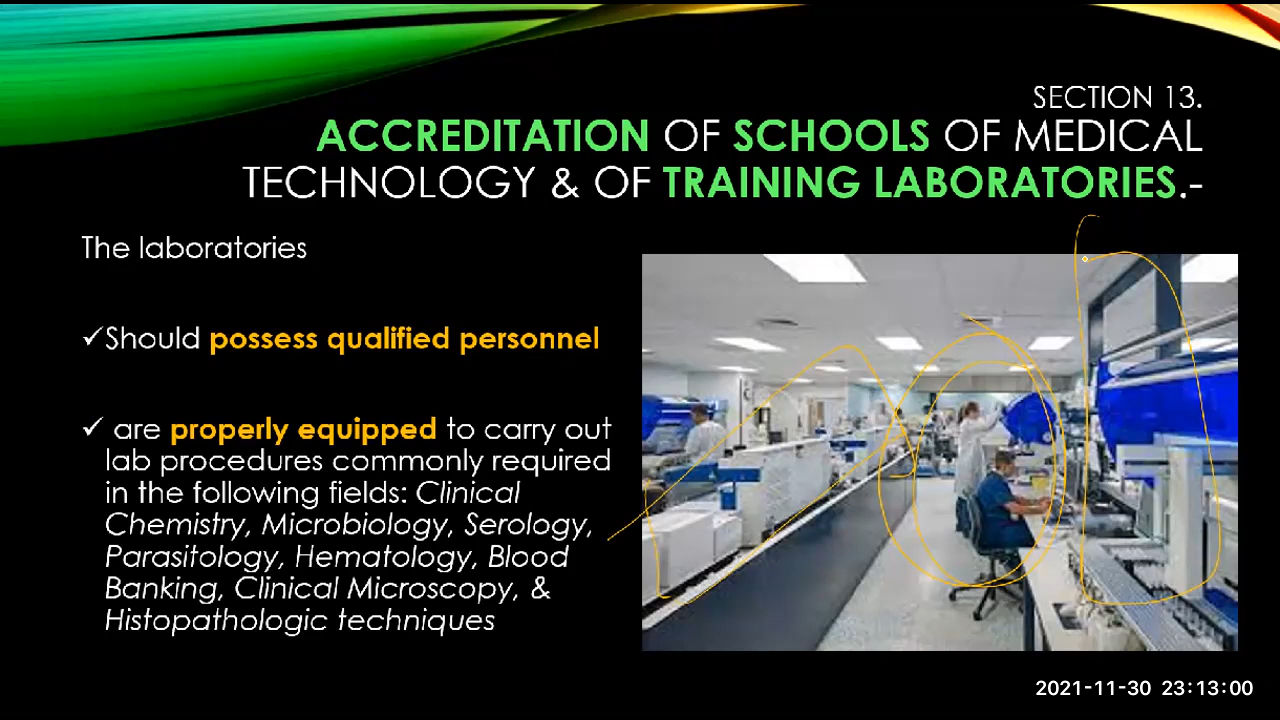 SECTION 13.
ACCREDITATION OF SCHOOLS OF MEDICAL
TECHNOLOGY & OF TRAINING LABORATORIES.-
The laboratories
✓Should possess qualified personnel
✓ are properly equipped to carry out
lab procedures commonly required
in the following fields: Clinical
Chemistry, Microbiology, Serology,
Parasitology, Hematology, Blood
Banking, Clinical Microscopy, &
Histopathologic techniques
2021-11-30 23:13:00